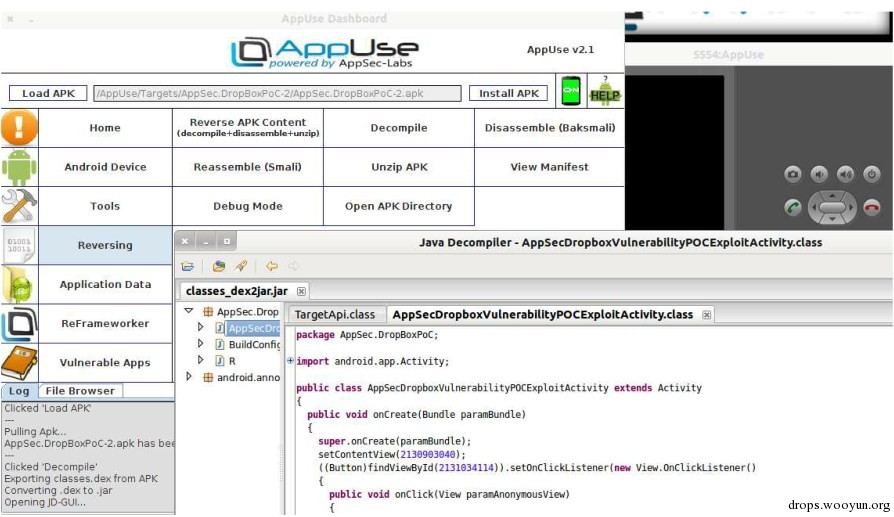 AppUse Dashboard
AppUse
powered by AppSec-Labs
AppUse v2.1
5554:AppUse
Load APK
/AppUse/Targets/AppSec.DropBoxPoC-2/AppSec.DropBoxPoC-2.apk
Install APK
ON
?
HELP
Home
Reverse APK Content
(decompile+disassemble+unzip)
Decompile
Disassemble (Baksmali)
Android Device
Reassemble (Smali)
Unzip APK
View Manifest
Tools
Debug Mode
Open APK Directory
01001
10011
Reversing
Application Data
ReFrameworker
Vulnerable Apps
Log
File Browser
Clicked 'Load APK'
---
Pulling Apk...
AppSec.DropBoxPoC-2.apk has bee
---
Clicked 'Decompile'
Exporting classes.dex from APK
Converting .dex to .jar
Opening JD-GUI...
Java Decompiler - AppSecDropboxVulnerabilityPOCExploitActivity.class
classes_dex2jar.jar
AppSec.Drop
AppSecDro
BuildConfig
R
android.anno
TargetApi.class
AppSecDropboxVulnerabilityPOCExploitActivity.class
package AppSec.DropBoxPoC;
import android.app.Activity;
public class AppSecDropboxVulnerabilityPOCExploitActivity extends Activity
{
public void onCreate(Bundle paramBundle)
{
super.onCreate(paramBundle);
setContentView(2130903040);
((Button)findViewById(2131034114)).setOnClickListener(new View.OnClickListener()
{
public void onClick(View paramAnonymousView)
{
drops.wooyun.org